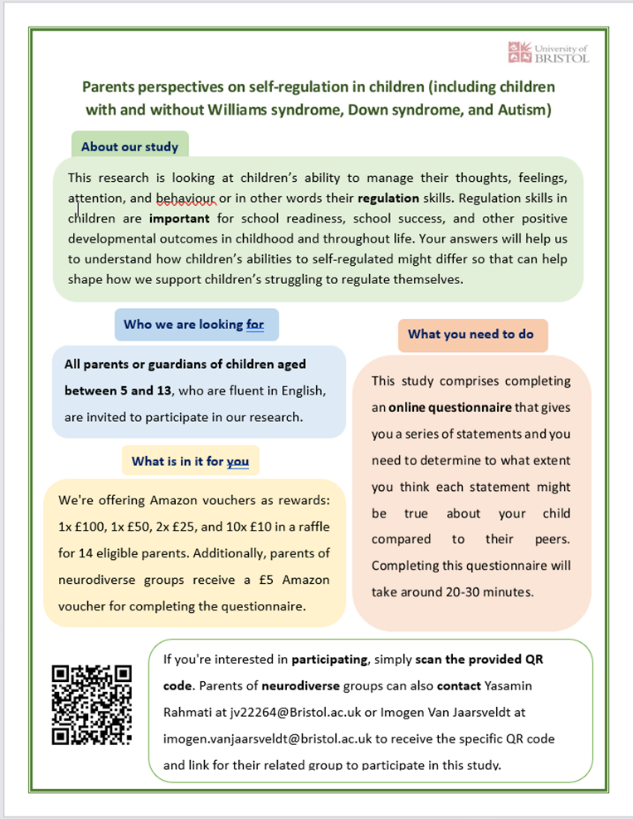 University of
BRISTOL
Parents perspectives on self-regulation in children (including children
with and without Williams syndrome, Down syndrome, and Autism)
About our study
This research is looking at children's ability to manage their thoughts, feelings,
attention, and behaviour or in other words their regulation skills. Regulation skills in
children are important for school readiness, school success, and other positive
developmental outcomes in childhood and throughout life. Your answers will help us
to understand how children's abilities to self-regulated might differ so that can help
shape how we support children's struggling to regulate themselves.
Who we are looking for
All parents or guardians of children aged
between 5 and 13, who are fluent in English,
are invited to participate in our research.
What is in it for you
We're offering Amazon vouchers as rewards:
1x £100, 1x £50, 2x £25, and 10x £10 in a raffle
for 14 eligible parents. Additionally, parents of
neurodiverse groups receive a £5 Amazon
voucher for completing the questionnaire.
What you need to do
This study comprises completing
an online questionnaire that gives
you a series of statements and you
need to determine to what extent
you think each statement might
be true about your child
compared to their peers.
Completing this questionnaire will
take around 20-30 minutes.
If you're interested in participating, simply scan the provided QR
code. Parents of neurodiverse groups can also contact Yasamin
Rahmati at jv22264@Bristol.ac.uk or Imogen Van Jaarsveldt at
imogen.vanjaarsveldt@bristol.ac.uk to receive the specific QR code
and link for their related group to participate in this study.